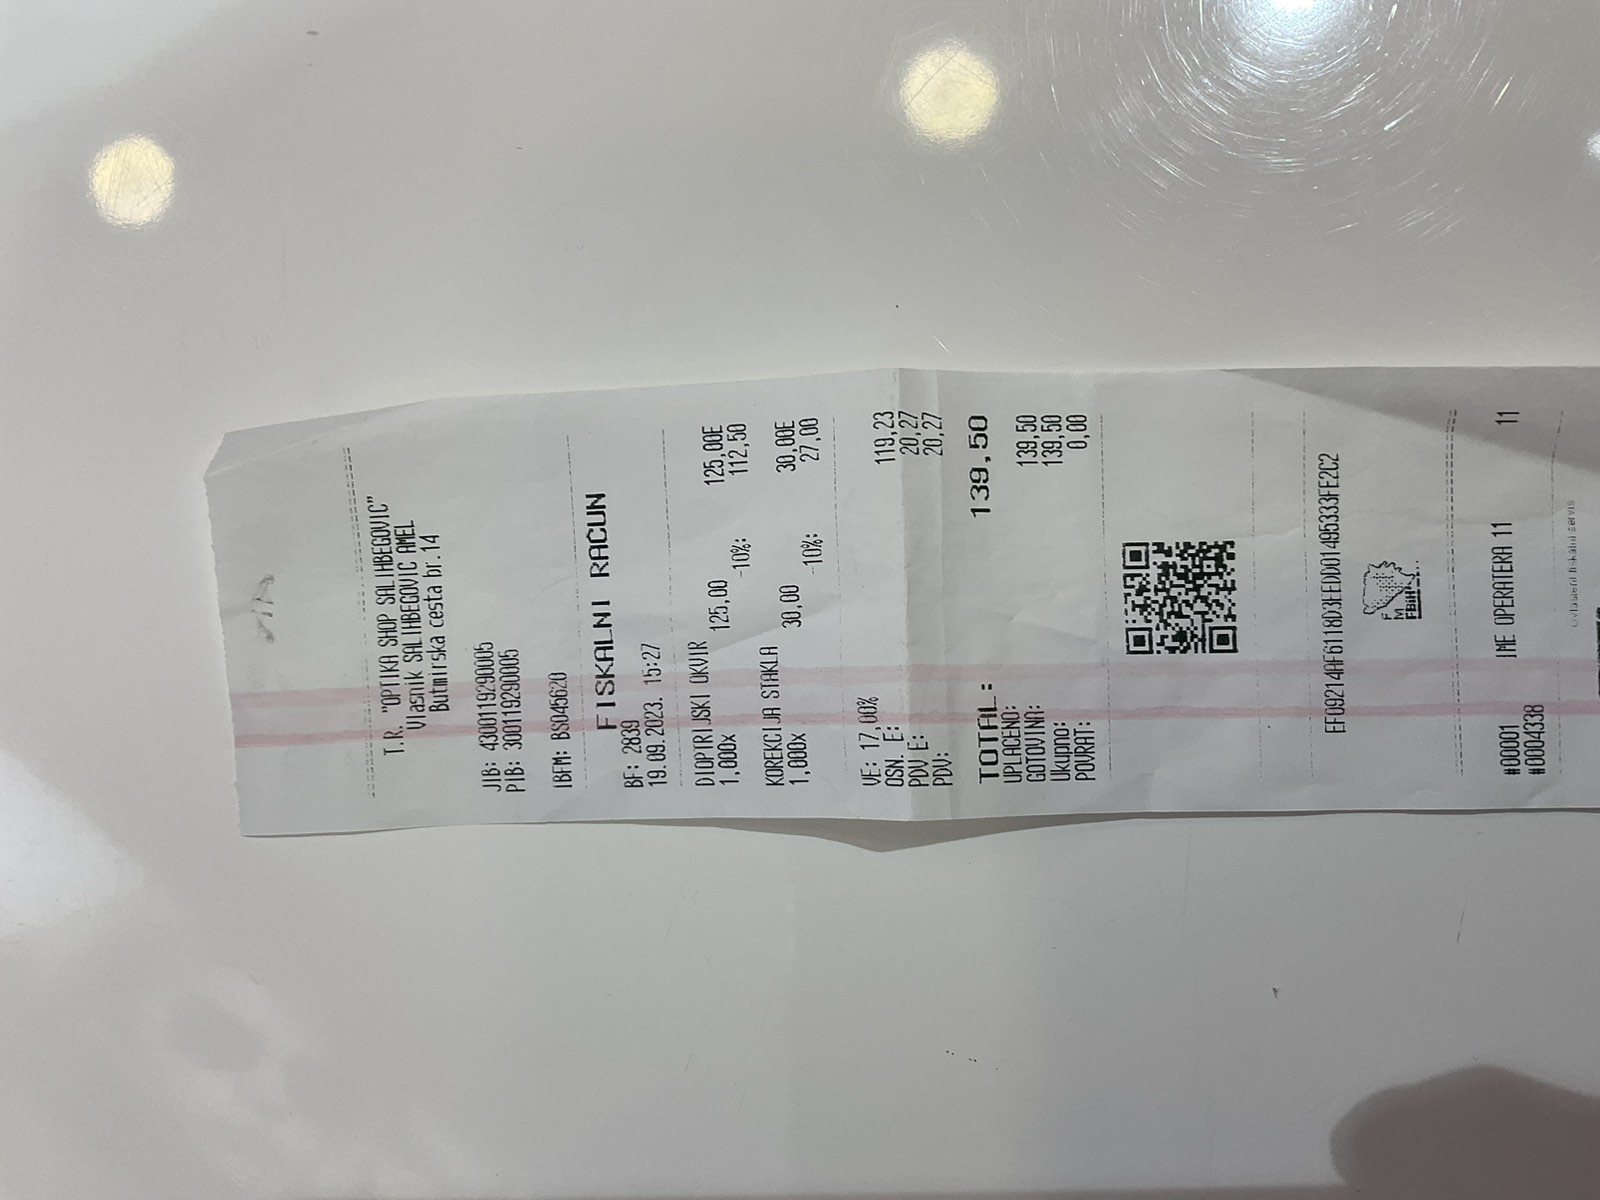 T.R. "OPTIKA SHOP SALIHBEGOVIC"
Vlasnik SALIHBEGOVIC AMEL
Butmirska cesta br.14
JIB: 4300119290005
PIB: 300119290005
IBFM: BS045620
FISKALNI RAČUN
BF: 2839
19.09.2023. 15:27
DIOPTRIJSKI OKVIR
1,000x 125,00 125,00E
-10%: 112,50
KOREKCIJA STAKLA
1,000x 30,00 30,00E
-10%: 27,00
VE: 17,00%
OSN. E: 119,23
PDV E: 20,27
PDV: 20,27
TOTAL: 139,50
UPLAĆENO:
GOTOVINA: 139,50
Ukupno: 139,50
POVRAT: 0,00
F
M
FBiH
#00001 IME OPERATERA 11 11
#0004338